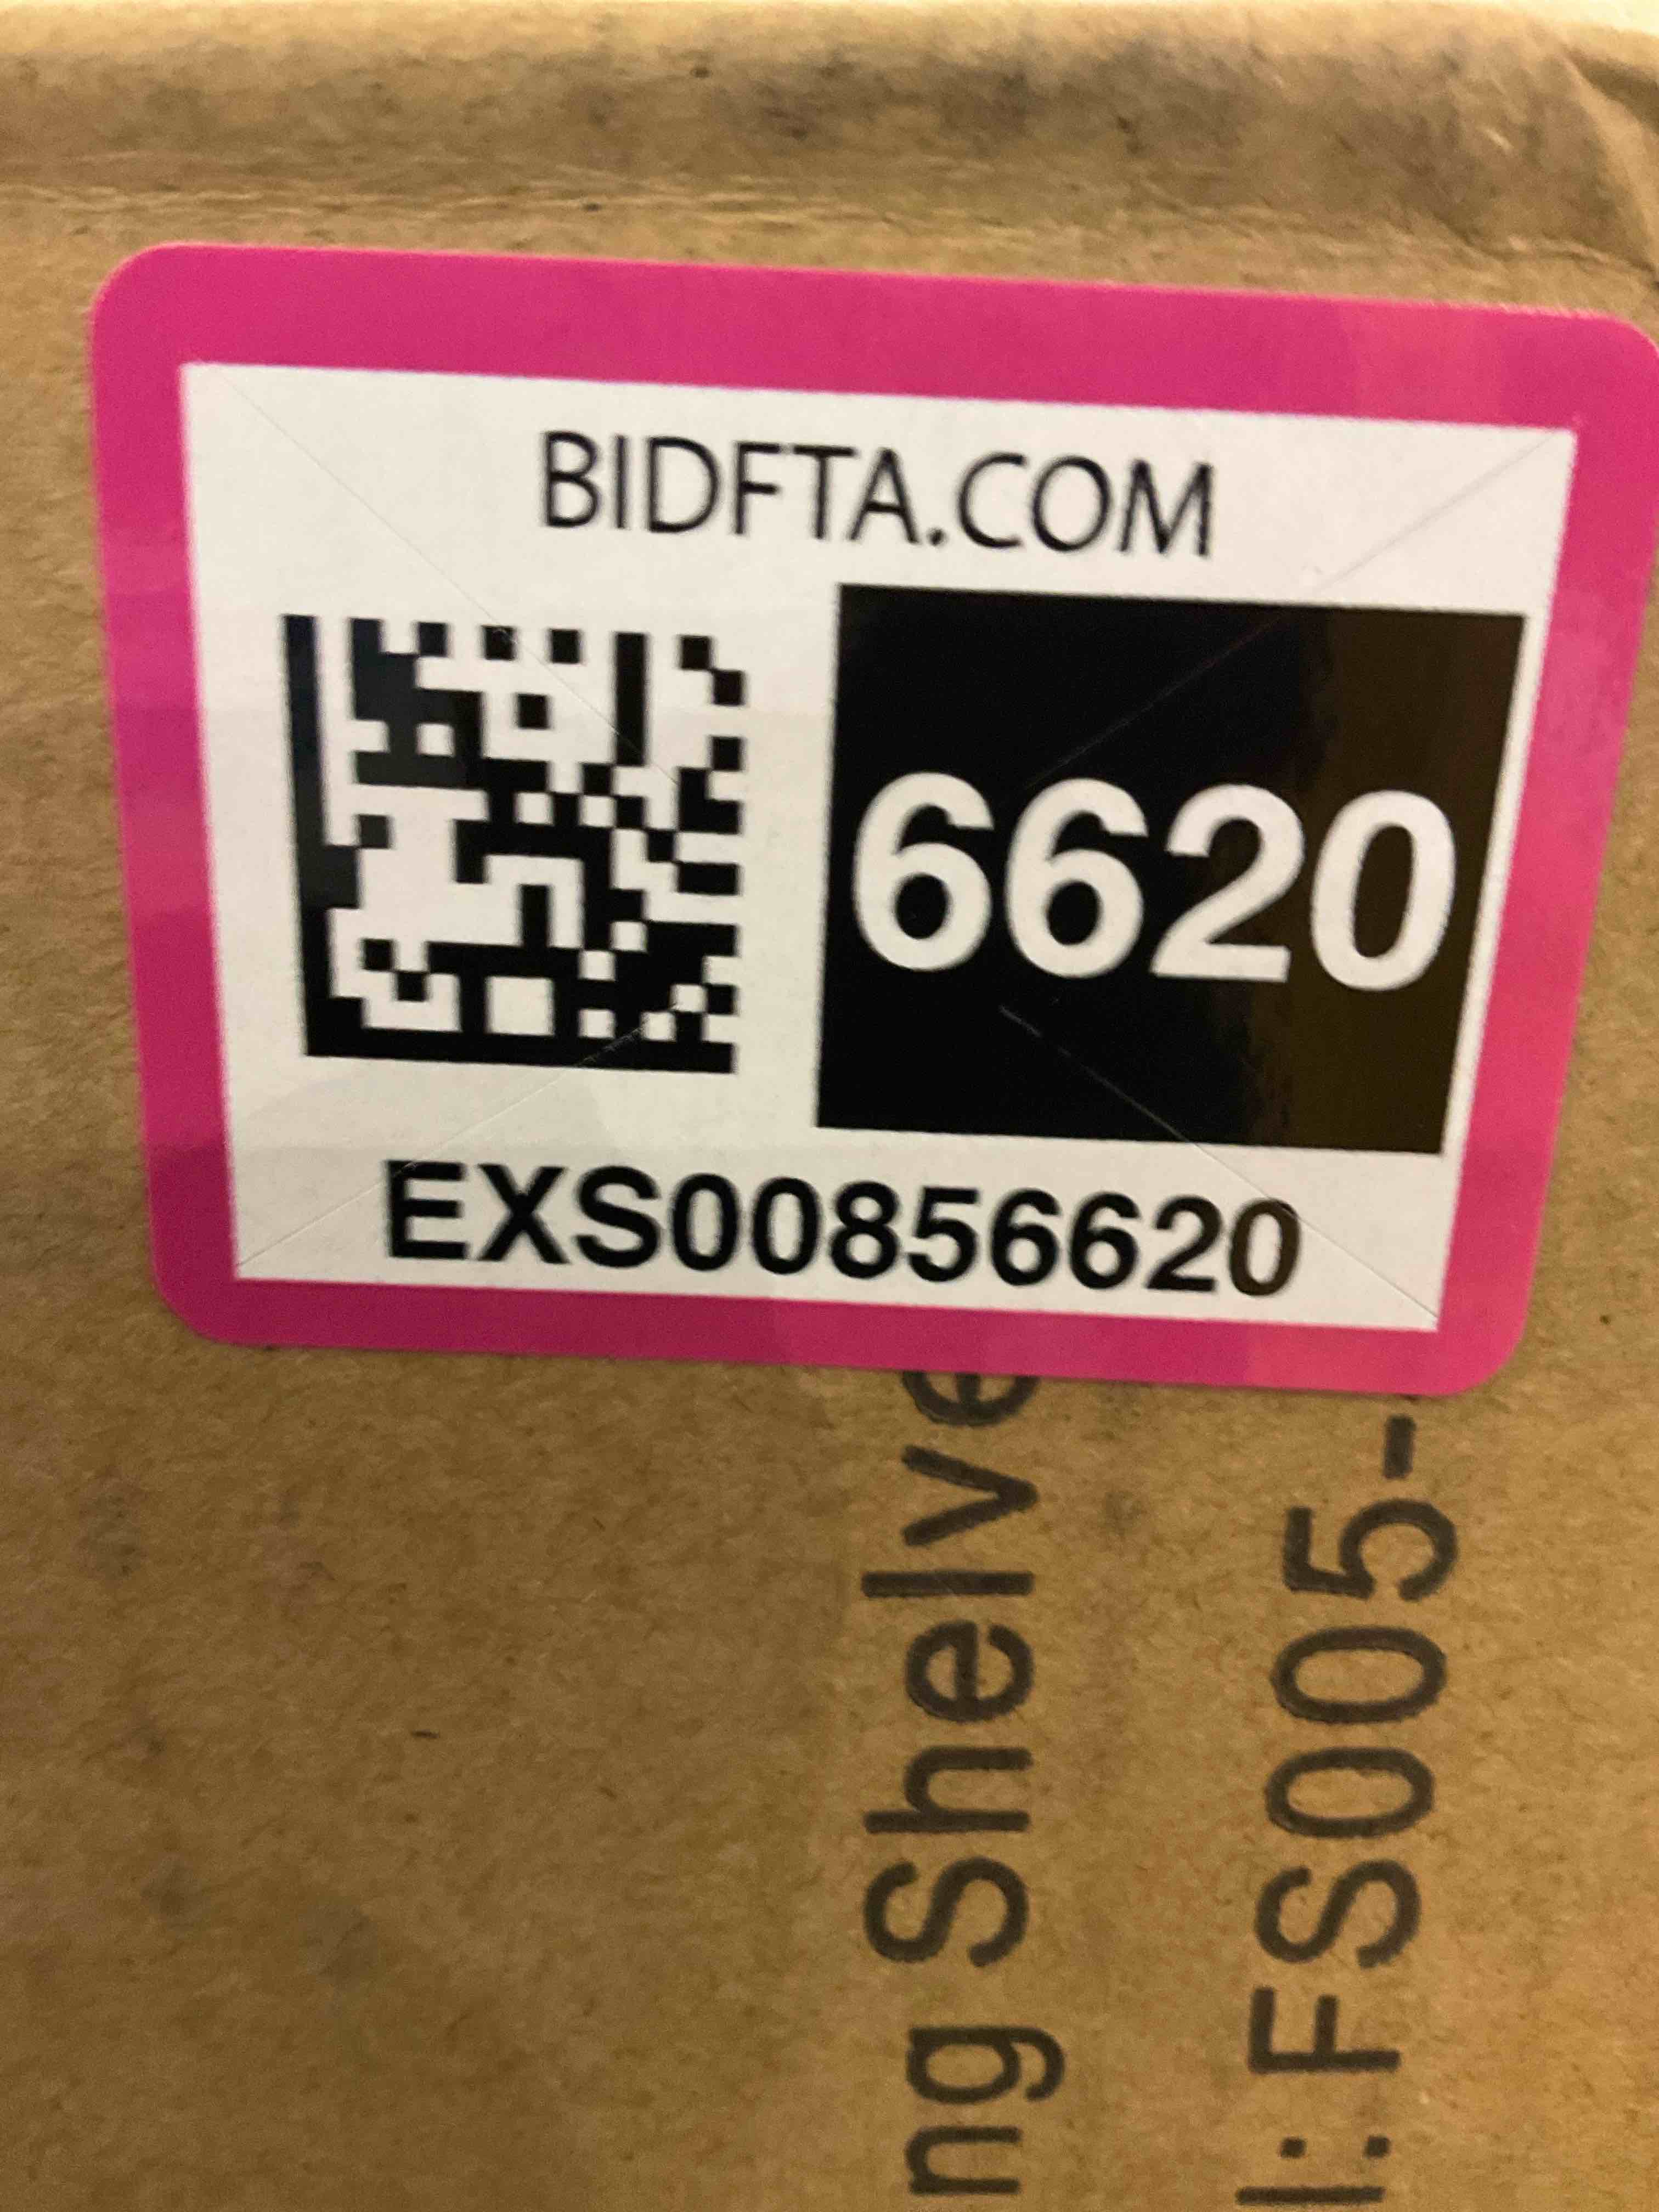 BIDFTA.COM
6620
EXS00856620
ng Shelve
l: FS005-